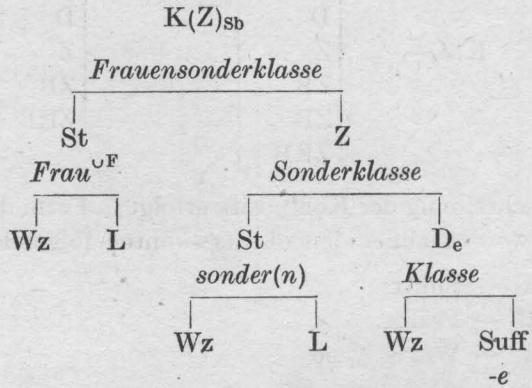 K(Z)Sb
Frauensonderklasse
St Z
Frau∪F Sonderklasse
Wz L St De
sonder(n) Klasse
Wz L Wz Suff
-e